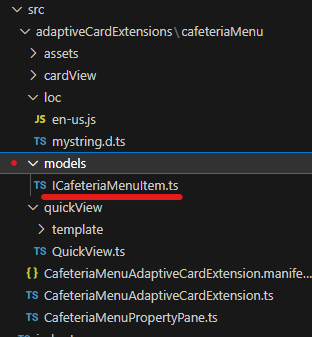 src
adaptiveCardExtensions \ cafeteriaMenu
assets
cardView
loc
JS en-us.js
TS mystring.d.ts
models
TS ICafeteriaMenuItem.ts
quickView
template
TS QuickView.ts
{} CafeteriaMenuAdaptiveCardExtension.manife...
TS CafeteriaMenuAdaptiveCardExtension.ts
TS CafeteriaMenuPropertyPane.ts